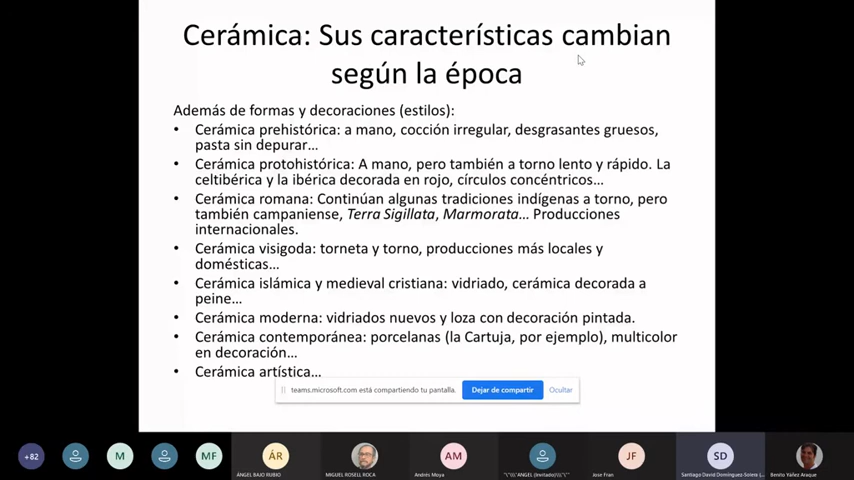 Cerámica: Sus características cambian
según la época
Además de formas y decoraciones (estilos):
• Cerámica prehistórica: a mano, cocción irregular, desgrasantes gruesos,
pasta sin depurar...
• Cerámica protohistórica: A mano, pero también a torno lento y rápido. La
celtibérica y la ibérica decorada en rojo, círculos concéntricos...
• Cerámica romana: Continúan algunas tradiciones indígenas a torno, pero
también campaniense, Terra Sigillata, Marmorata... Producciones
internacionales.
• Cerámica visigoda: torneta y torno, producciones más locales y
domésticas...
• Cerámica islámica y medieval cristiana: vidriado, cerámica decorada a
peine...
• Cerámica moderna: vidriados nuevos y loza con decoración pintada.
• Cerámica contemporánea: porcelanas (la Cartuja, por ejemplo), multicolor
en decoración...
• Cerámica artística...
teams.microsoft.com está compartiendo tu pantalla.
Dejar de compartir
Ocultar
+82
M
MF
ÁR
AM
JF
SD
ÁNGEL BAJO RUBIO
MIGUEL ROSELL ROCA
Andrés Moya
ANGEL (Invitado)
Jose Fran
Santiago David Domínguez-Solera (...
Benito Yáñez Araque